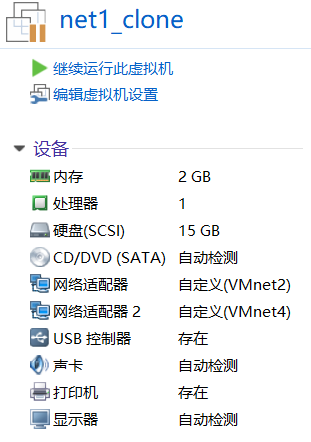 net1_clone
继续运行此虚拟机
编辑虚拟机设置
设备
内存 2 GB
处理器 1
硬盘(SCSI) 15 GB
CD/DVD (SATA) 自动检测
网络适配器 自定义(VMnet2)
网络适配器 2 自定义(VMnet4)
USB 控制器 存在
声卡 自动检测
打印机 存在
显示器 自动检测